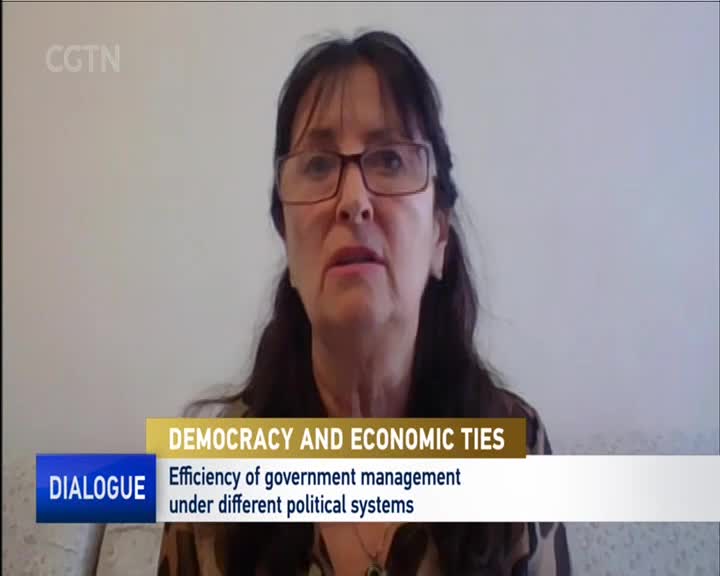 CGTN
DEMOCRACY AND ECONOMIC TIES
DIALOGUE
Efficiency of government management
under different political systems